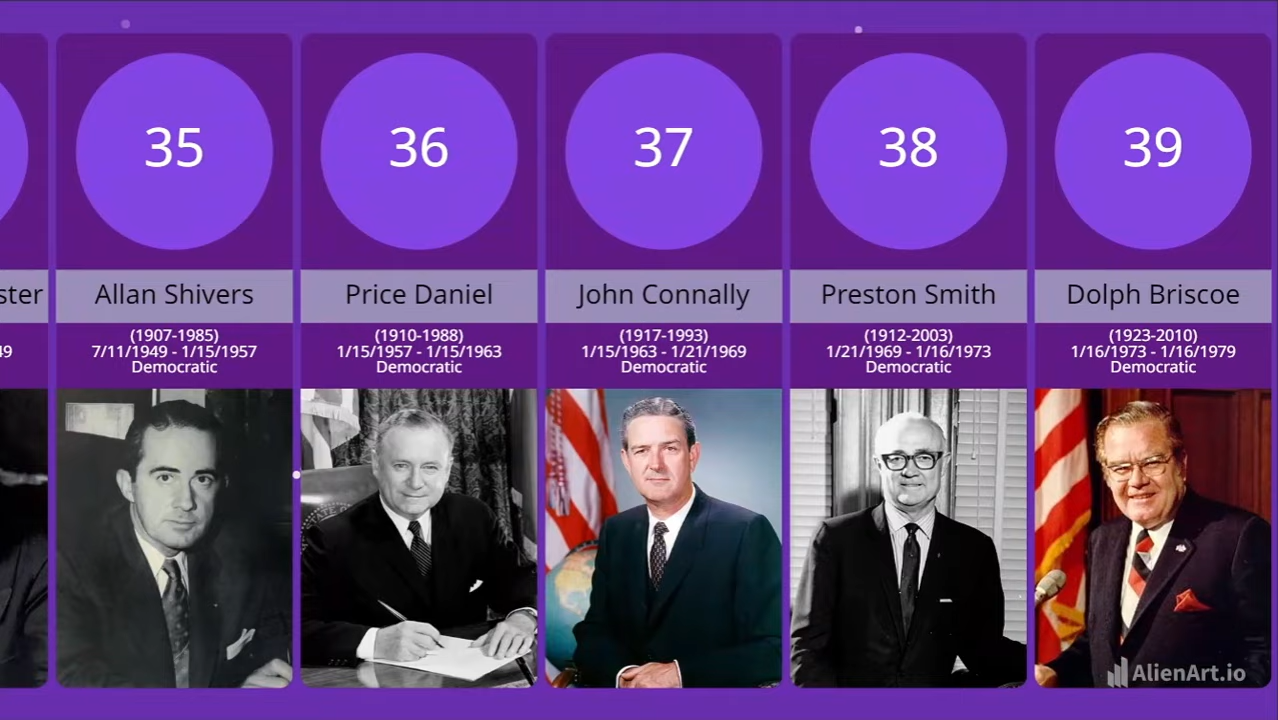 35
36
37
38
39
ster
Allan Shivers
Price Daniel
John Connally
Preston Smith
Dolph Briscoe
49
(1907-1985)
7/11/1949 - 1/15/1957
Democratic
(1910-1988)
1/15/1957 - 1/15/1963
Democratic
(1917-1993)
1/15/1963 - 1/21/1969
Democratic
(1912-2003)
1/21/1969 - 1/16/1973
Democratic
(1923-2010)
1/16/1973 - 1/16/1979
Democratic
AlienArt.io